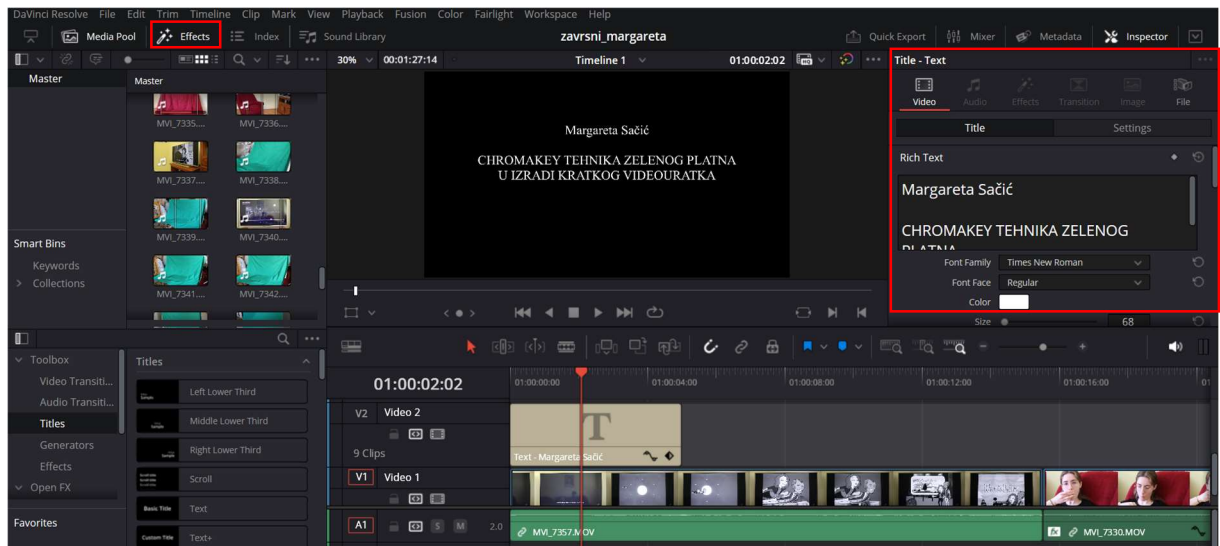 DaVinci Resolve File Edit Trim Timeline Clip Mark View Playback Fusion Color Fairlight Workspace Help
Media Pool Effects Index Sound Library zavrsni_margareta Quick Export Mixer Metadata Inspector
30% 00:01:27:14 Timeline 1 01:00:02:02 Title - Text
Master
Master
MVI_7335.... MVI_7336....
MVI_7337.... MVI_7338....
MVI_7339.... MVI_7340....
MVI_7341.... MVI_7342....
Smart Bins
Keywords
Collections
Margareta Sačić
CHROMAKEY TEHNIKA ZELENOG PLATNA
U IZRADI KRATKOG VIDEOURATKA
Video Audio Effects Transition Image File
Title Settings
Rich Text
Margareta Sačić
CHROMAKEY TEHNIKA ZELENOG
PLATNA
Font Family Times New Roman
Font Face Regular
Color
Size 68
Toolbox
Video Transiti...
Audio Transiti...
Titles
Generators
Effects
Open FX
Favorites
Titles
Left Lower Third
Middle Lower Third
Right Lower Third
Scroll
Basic Title Text
Custom Title Text+
01:00:02:02 01:00:00:00 01:00:04:00 01:00:08:00 01:00:12:00 01:00:16:00
V2 Video 2
9 Clips
T
Text - Margareta Sačić
V1 Video 1
A1 S M 2.0 MVI_7357.MOV fx MVI_7330.MOV